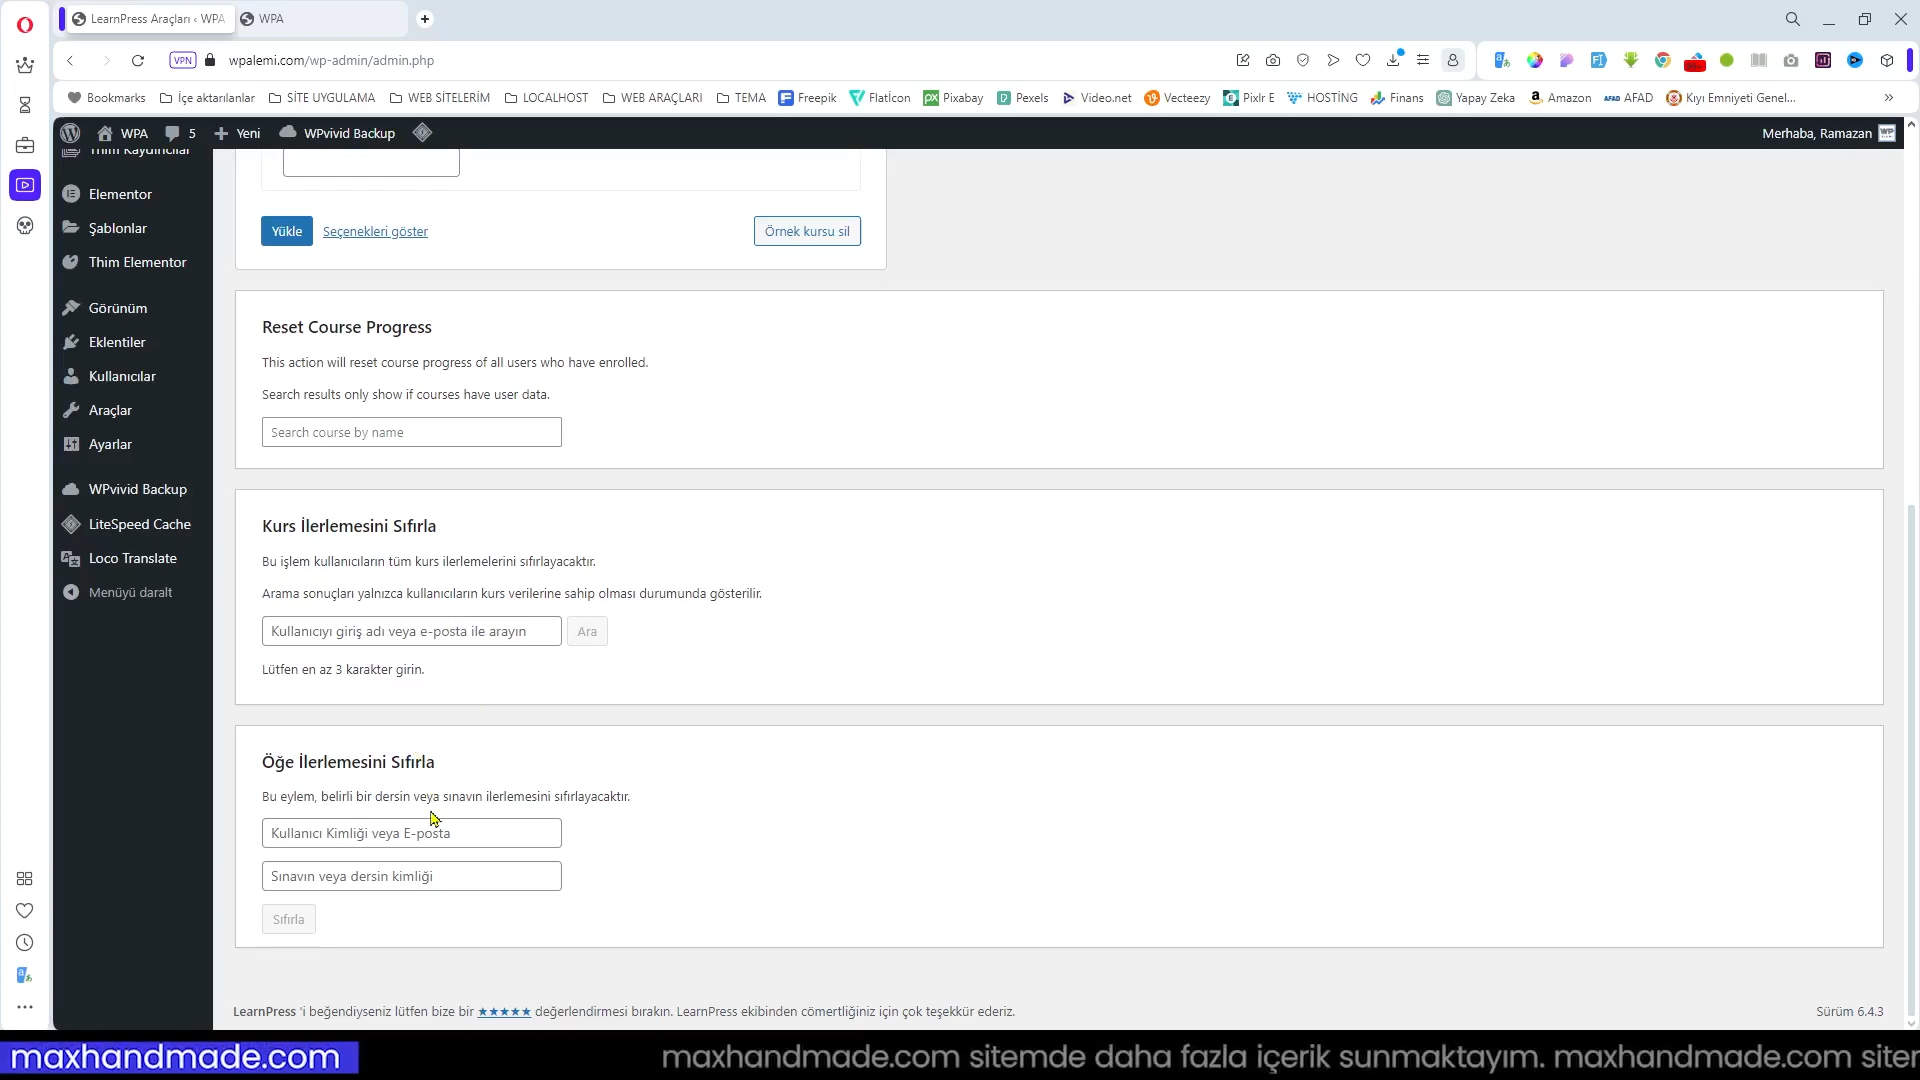 LearnPress Araçları ‹ WPA
WPA
VPN
wpalemi.com/wp-admin/admin.php
Bookmarks
İçe aktarılanlar
SİTE UYGULAMA
WEB SİTELERİM
LOCALHOST
WEB ARAÇLARI
TEMA
Freepik
Flatİcon
Pixabay
Pexels
Video.net
Vecteezy
Pixlr E
HOSTİNG
Finans
Yapay Zeka
Amazon
AFAD
Kıyı Emniyeti Genel...
WPA
5
Yeni
WPvivid Backup
Merhaba, Ramazan
Thim Kaydırıcılar
Elementor
Şablonlar
Thim Elementor
Görünüm
Eklentiler
Kullanıcılar
Araçlar
Ayarlar
WPvivid Backup
LiteSpeed Cache
Loco Translate
Menüyü daralt
Yükle
Seçenekleri göster
Örnek kursu sil
Reset Course Progress
This action will reset course progress of all users who have enrolled.
Search results only show if courses have user data.
Search course by name
Kurs İlerlemesini Sıfırla
Bu işlem kullanıcıların tüm kurs ilerlemelerini sıfırlayacaktır.
Arama sonuçları yalnızca kullanıcıların kurs verilerine sahip olması durumunda gösterilir.
Kullanıcıyı giriş adı veya e-posta ile arayın
Ara
Lütfen en az 3 karakter girin.
Öğe İlerlemesini Sıfırla
Bu eylem, belirli bir dersin veya sınavın ilerlemesini sıfırlayacaktır.
Kullanıcı Kimliği veya E-posta
Sınavın veya dersin kimliği
Sıfırla
LearnPress 'i beğendiyseniz lütfen bize bir ★★★★★ değerlendirmesi bırakın. LearnPress ekibinden cömertliğiniz için çok teşekkür ederiz.
Sürüm 6.4.3
maxhandmade.com
maxhandmade.com sitemde daha fazla içerik sunmaktayım. maxhandmade.com siter